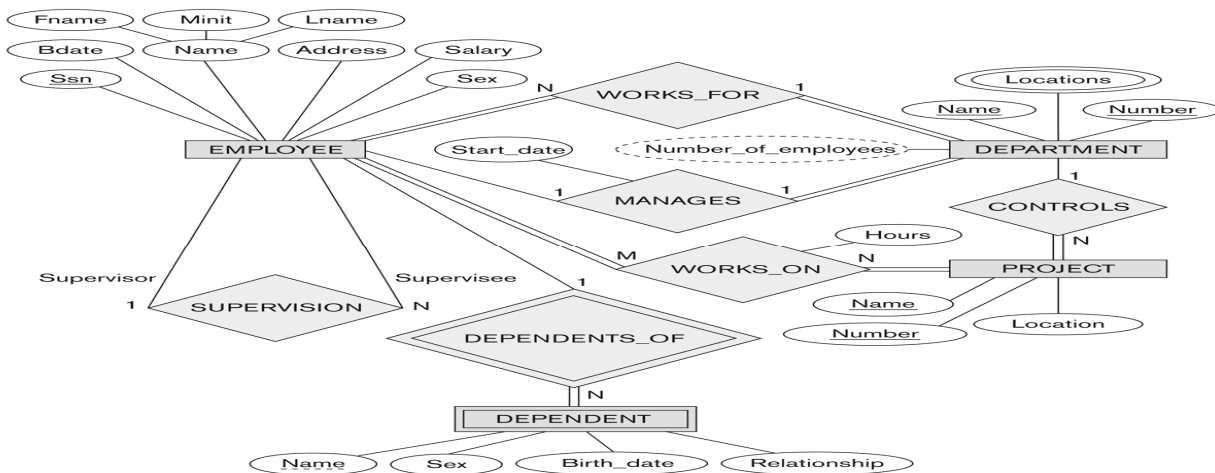 Fname Minit Lname
Bdate Name Address Salary
Ssn Sex
Locations
Name Number
N WORKS_FOR 1
EMPLOYEE
Start_date
Number_of_employees
DEPARTMENT
1 MANAGES 1
1
CONTROLS
N
Hours
M WORKS_ON N
PROJECT
Supervisor Supervisee
1 SUPERVISION N
1
Name
Number
Location
DEPENDENTS_OF
N
DEPENDENT
Name Sex Birth_date Relationship